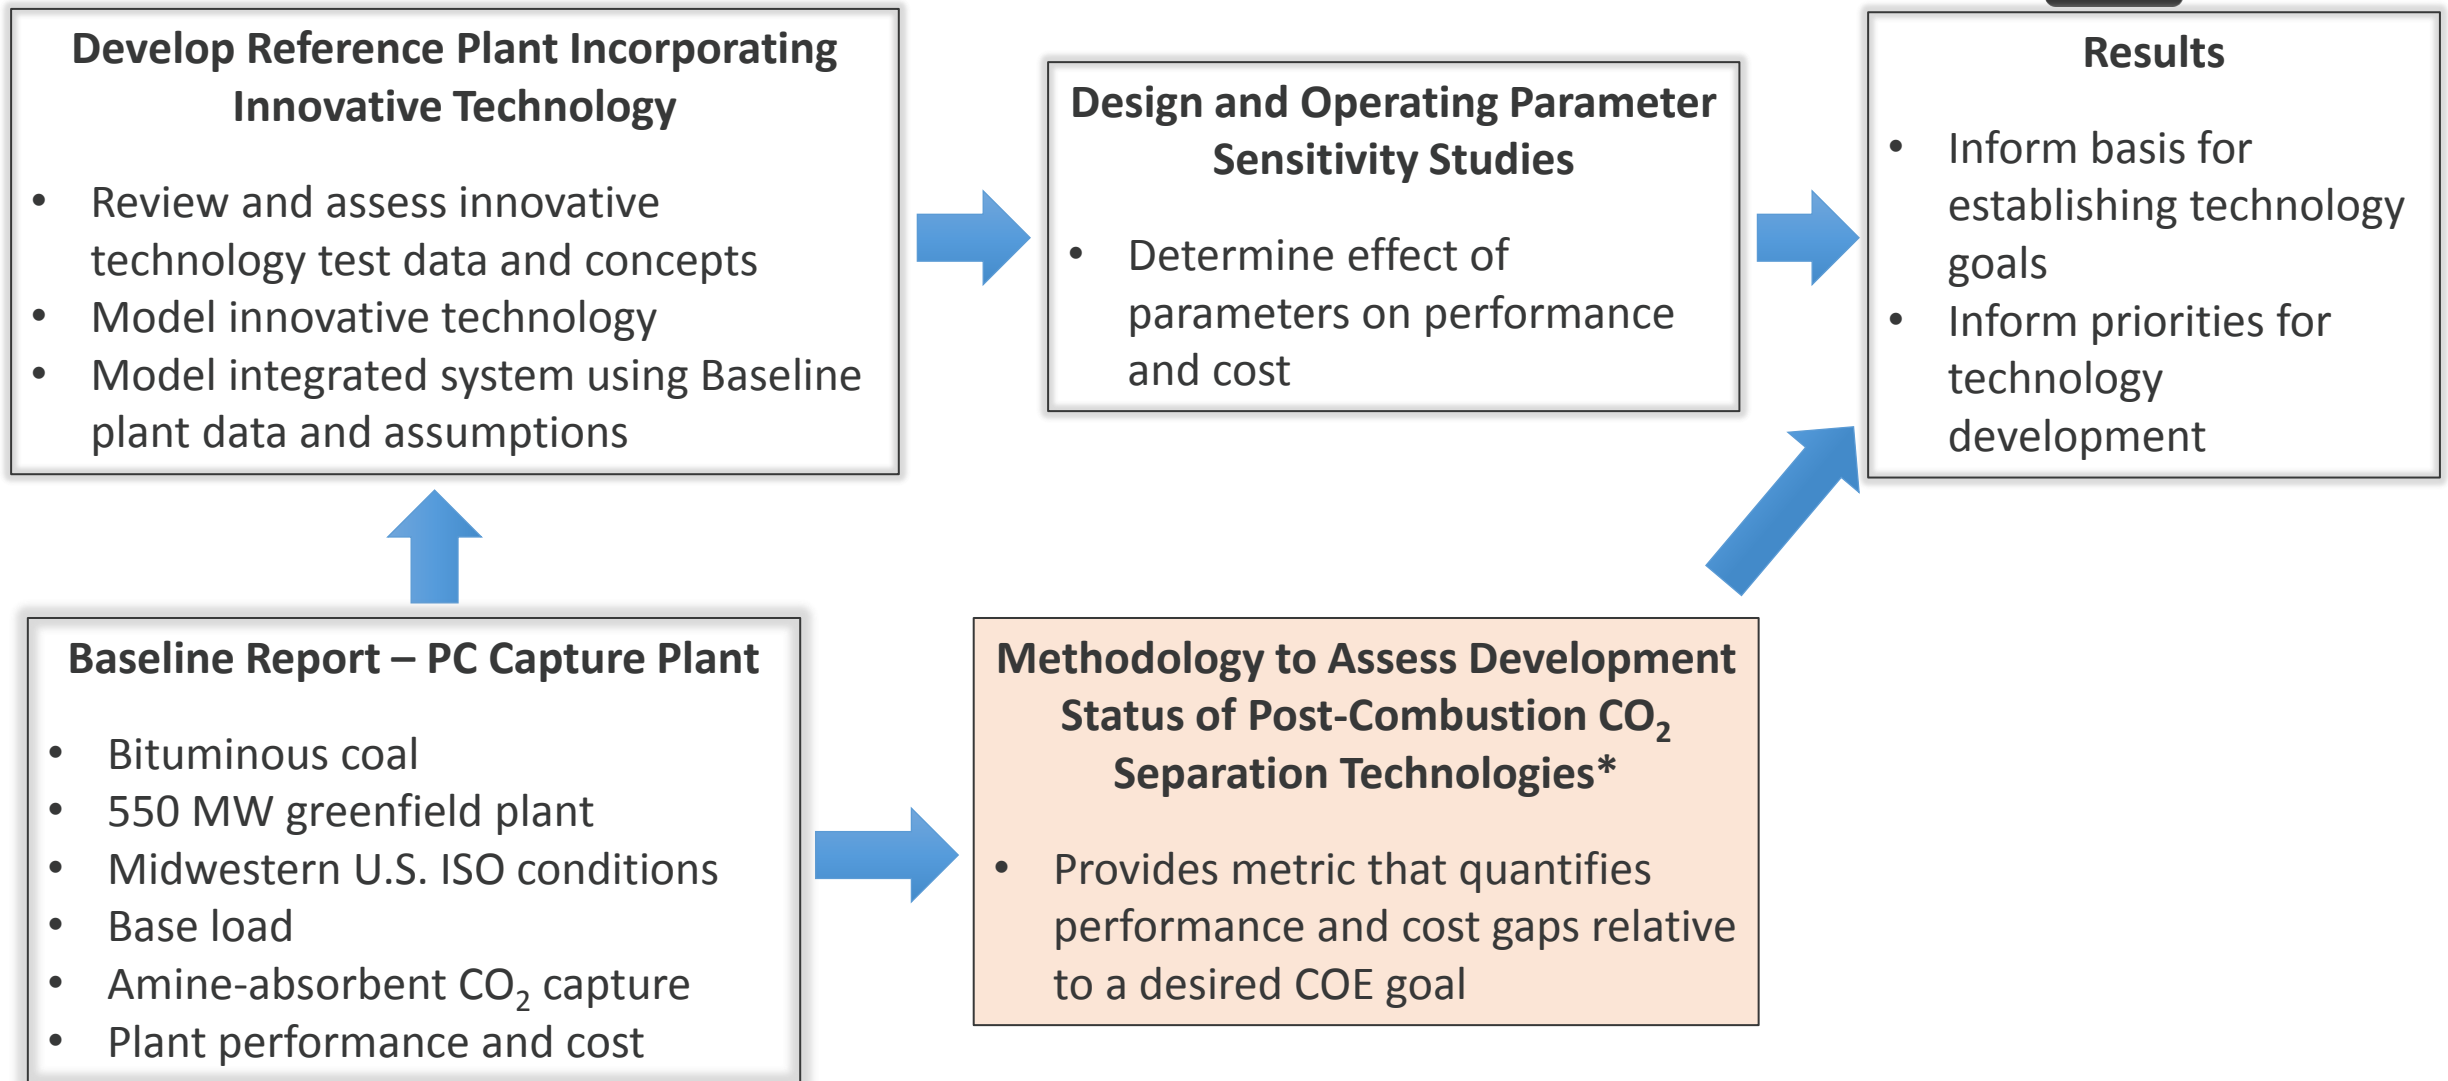 Develop Reference Plant Incorporating
Innovative Technology
• Review and assess innovative
technology test data and concepts
• Model innovative technology
• Model integrated system using Baseline
plant data and assumptions
Design and Operating Parameter
Sensitivity Studies
• Determine effect of
parameters on performance
and cost
Results
• Inform basis for
establishing technology
goals
• Inform priorities for
technology
development
Baseline Report – PC Capture Plant
• Bituminous coal
• 550 MW greenfield plant
• Midwestern U.S. ISO conditions
• Base load
• Amine-absorbent CO₂ capture
• Plant performance and cost
Methodology to Assess Development
Status of Post-Combustion CO₂
Separation Technologies*
• Provides metric that quantifies
performance and cost gaps relative
to a desired COE goal